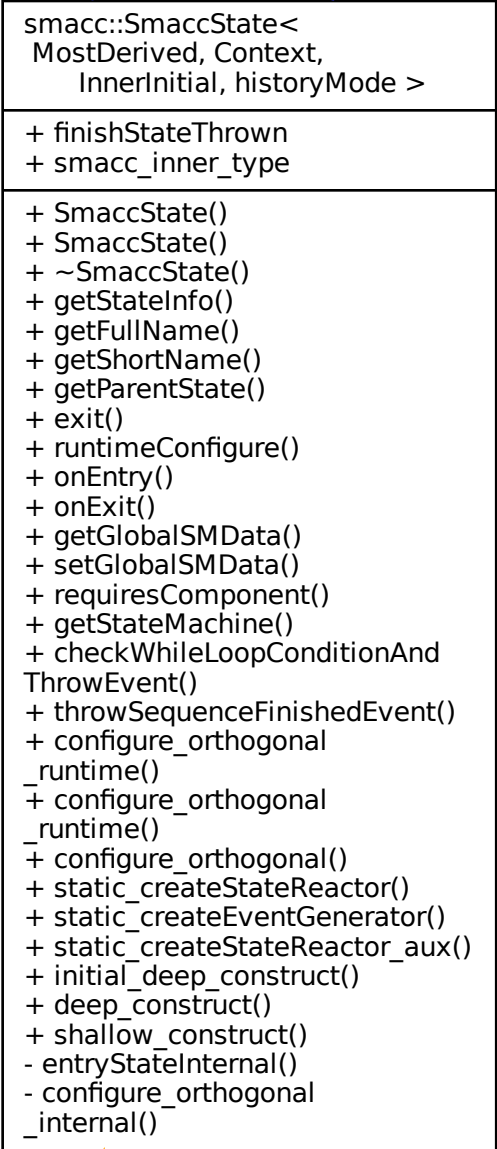 smacc::SmaccState<
MostDerived, Context,
InnerInitial, historyMode >
+ finishStateThrown
+ smacc_inner_type
+ SmaccState()
+ SmaccState()
+ ~SmaccState()
+ getStateInfo()
+ getFullName()
+ getShortName()
+ getParentState()
+ exit()
+ runtimeConfigure()
+ onEntry()
+ onExit()
+ getGlobalSMData()
+ setGlobalSMData()
+ requiresComponent()
+ getStateMachine()
+ checkWhileLoopConditionAnd
ThrowEvent()
+ throwSequenceFinishedEvent()
+ configure_orthogonal
_runtime()
+ configure_orthogonal
_runtime()
+ configure_orthogonal()
+ static_createStateReactor()
+ static_createEventGenerator()
+ static_createStateReactor_aux()
+ initial_deep_construct()
+ deep_construct()
+ shallow_construct()
- entryStateInternal()
- configure_orthogonal
_internal()